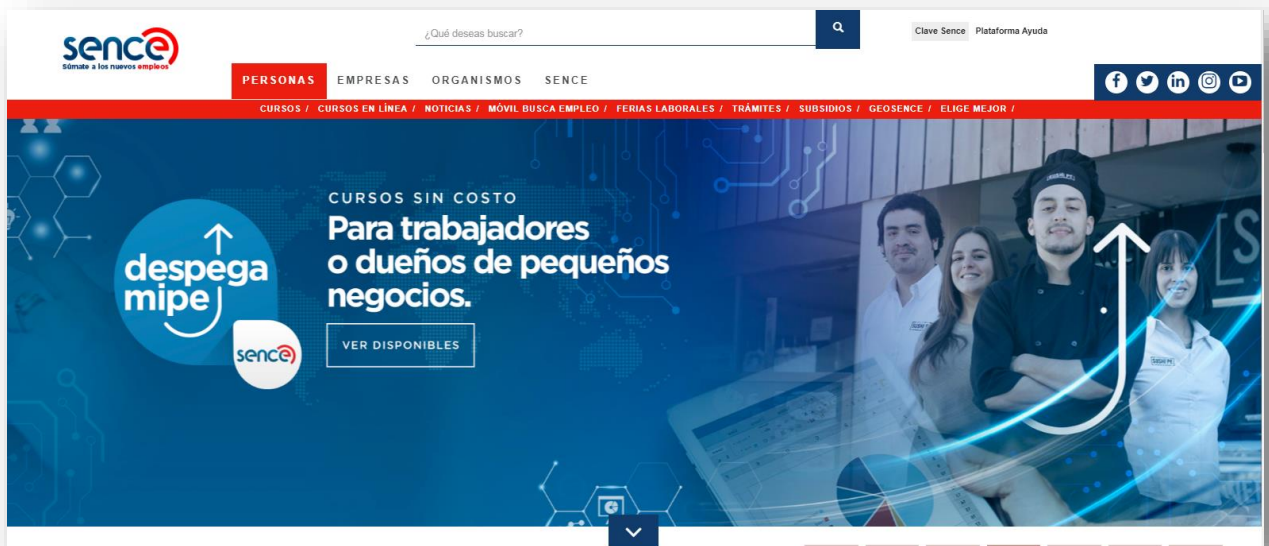 sence
Súmate a los nuevos empleos
¿Qué deseas buscar?
Clave Sence Plataforma Ayuda
PERSONAS EMPRESAS ORGANISMOS SENCE
CURSOS / CURSOS EN LÍNEA / NOTICIAS / MÓVIL BUSCA EMPLEO / FERIAS LABORALES / TRÁMITES / SUBSIDIOS / GEOSENCE / ELIGE MEJOR /
despega
mipe
sence
CURSOS SIN COSTO
Para trabajadores
o dueños de pequeños
negocios.
VER DISPONIBLES